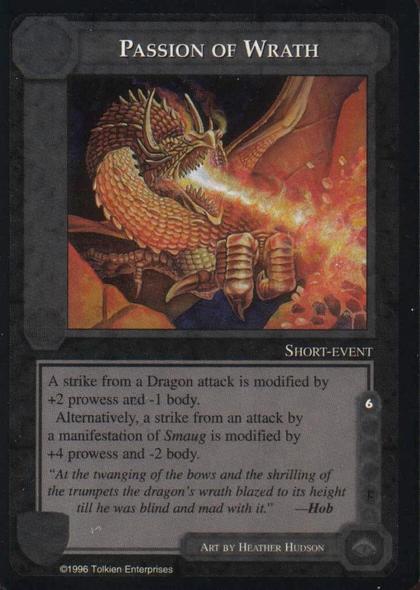 PASSION OF WRATH
SHORT-EVENT
A strike from a Dragon attack is modified by
+2 prowess and -1 body.
Alternatively, a strike from an attack by
a manifestation of Smaug is modified by
+4 prowess and -2 body.
6
“At the twanging of the bows and the shrilling of
the trumpets the dragon's wrath blazed to its height
till he was blind and mad with it.” —Hob
ART BY HEATHER HUDSON
©1996 Tolkien Enterprises